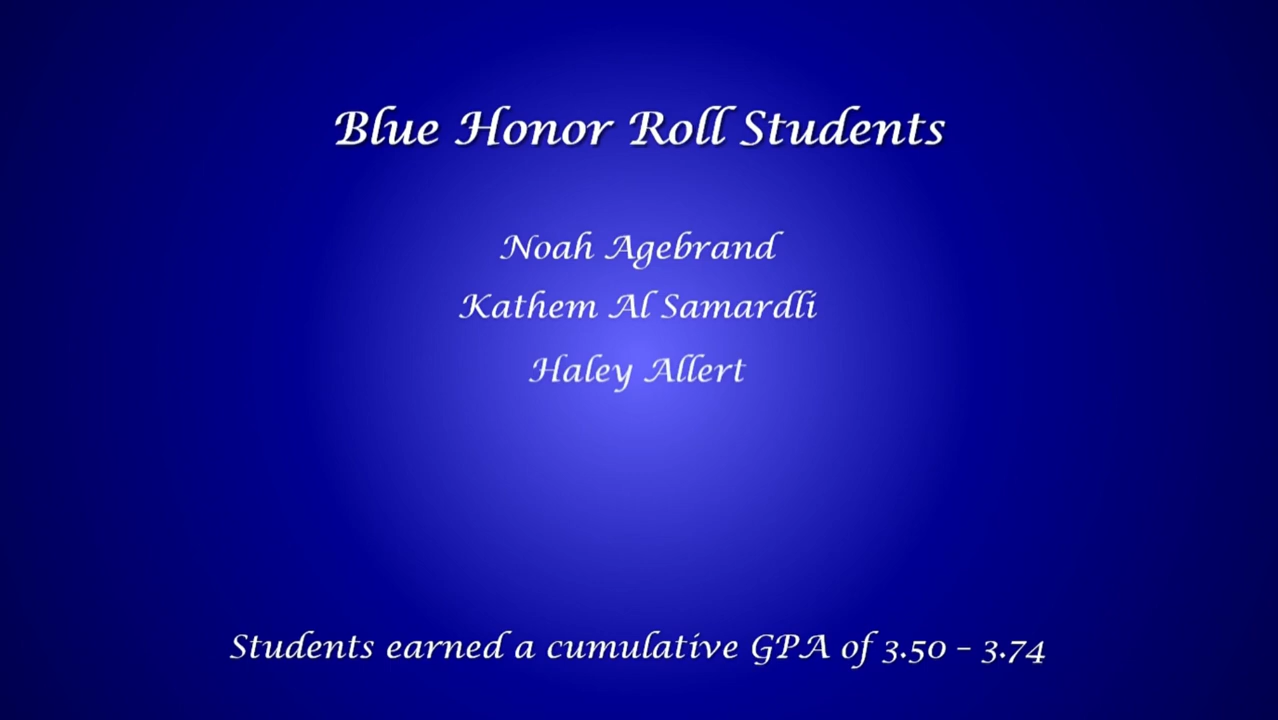 Blue Honor Roll Students
Noah Agebrand
Kathem Al Samardli
Haley Allert
Students earned a cumulative GPA of 3.50 – 3.74